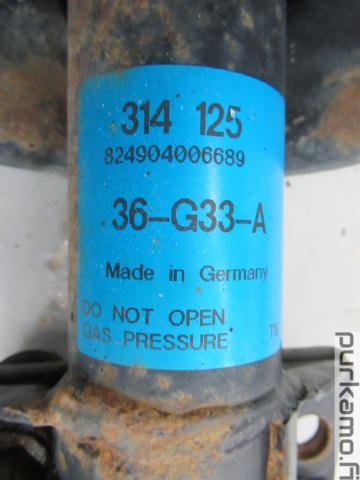 314 125
824904006689
36-G33-A
Made in Germany
DO NOT OPEN
GAS PRESSURE
purkamo.fi